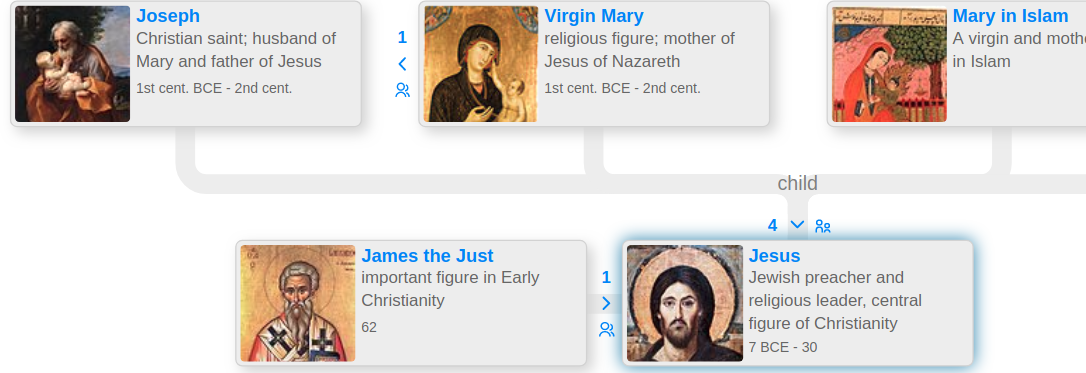 Joseph
Christian saint; husband of
Mary and father of Jesus
1st cent. BCE - 2nd cent.
1
Virgin Mary
religious figure; mother of
Jesus of Nazareth
1st cent. BCE - 2nd cent.
Mary in Islam
A virgin and moth
in Islam
child
4
James the Just
important figure in Early
Christianity
62
1
Jesus
Jewish preacher and
religious leader, central
figure of Christianity
7 BCE - 30